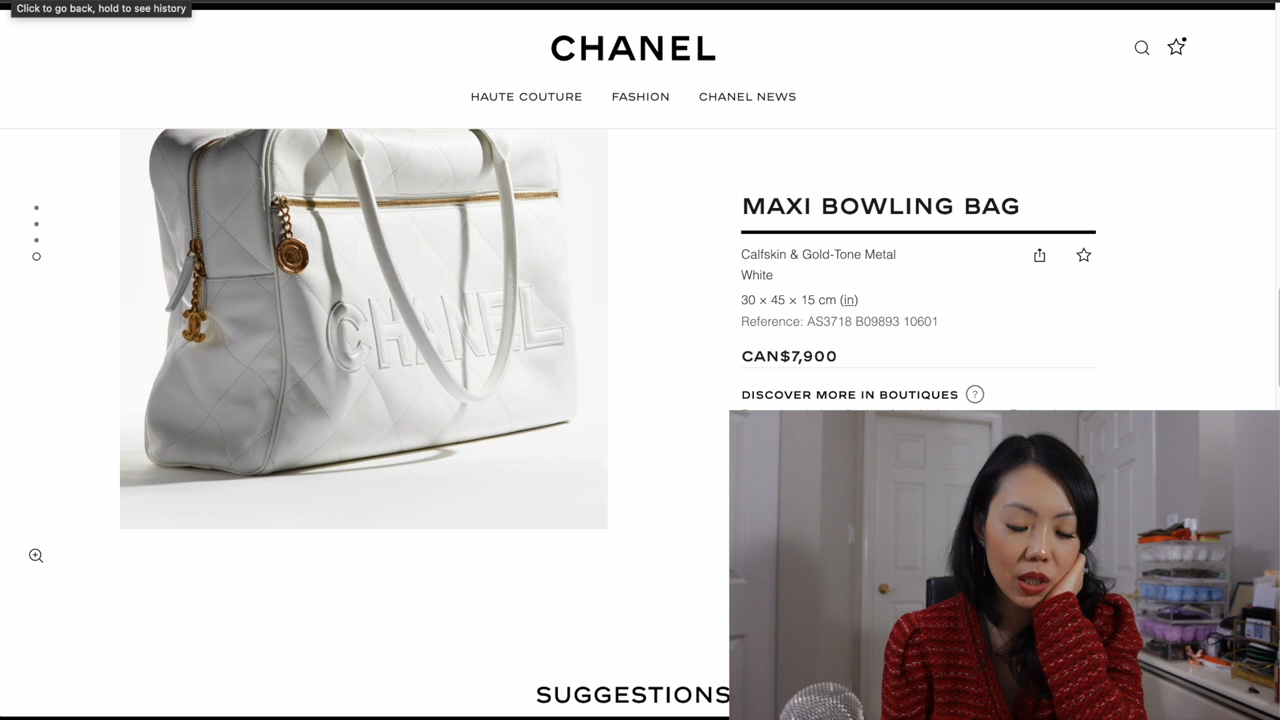 Click to go back, hold to see history
CHANEL
HAUTE COUTURE FASHION CHANEL NEWS
MAXI BOWLING BAG
Calfskin & Gold-Tone Metal
White
30 × 45 × 15 cm (in)
Reference: AS3718 B09893 10601
CAN$7,900
DISCOVER MORE IN BOUTIQUES ?
CHANEL
SUGGESTIONS